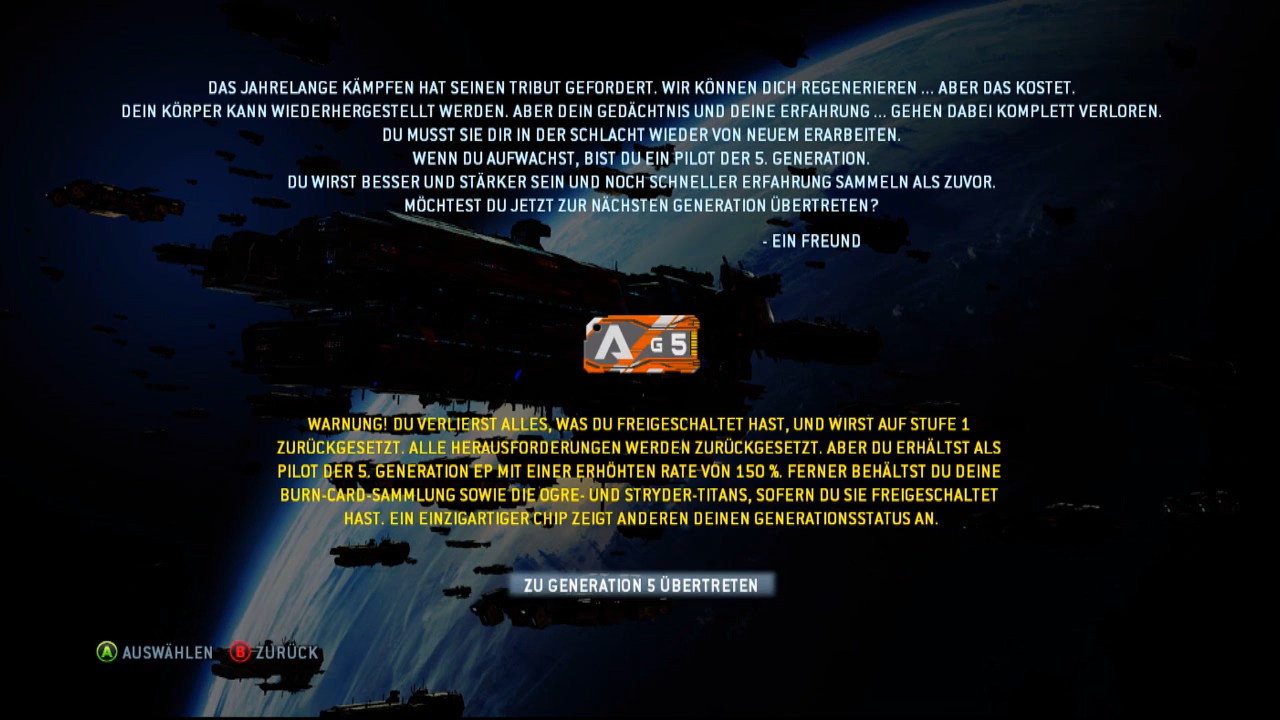 DAS JAHRELANGE KÄMPFEN HAT SEINEN TRIBUT GEFORDERT. WIR KÖNNEN DICH REGENERIEREN ... ABER DAS KOSTET.
DEIN KÖRPER KANN WIEDERHERGESTELLT WERDEN. ABER DEIN GEDÄCHTNIS UND DEINE ERFAHRUNG ... GEHEN DABEI KOMPLETT VERLOREN.
DU MUSST SIE DIR IN DER SCHLACHT WIEDER VON NEUEM ERARBEITEN.
WENN DU AUFWACHST, BIST DU EIN PILOT DER 5. GENERATION.
DU WIRST BESSER UND STÄRKER SEIN UND NOCH SCHNELLER ERFAHRUNG SAMMELN ALS ZUVOR.
MÖCHTEST DU JETZT ZUR NÄCHSTEN GENERATION ÜBERTRETEN?
- EIN FREUND
G 5
WARNUNG! DU VERLIERST ALLES, WAS DU FREIGESCHALTET HAST, UND WIRST AUF STUFE 1
ZURÜCKGESETZT. ALLE HERAUSFORDERUNGEN WERDEN ZURÜCKGESETZT. ABER DU ERHÄLTST ALS
PILOT DER 5. GENERATION EP MIT EINER ERHÖHTEN RATE VON 150 %. FERNER BEHÄLTST DU DEINE
BURN-CARD-SAMMLUNG SOWIE DIE OGRE- UND STRYDER-TITANS, SOFERN DU SIE FREIGESCHALTET
HAST. EIN EINZIGARTIGER CHIP ZEIGT ANDEREN DEINEN GENERATIONSSTATUS AN.
ZU GENERATION 5 ÜBERTRETEN
A AUSWÄHLEN B ZURÜCK